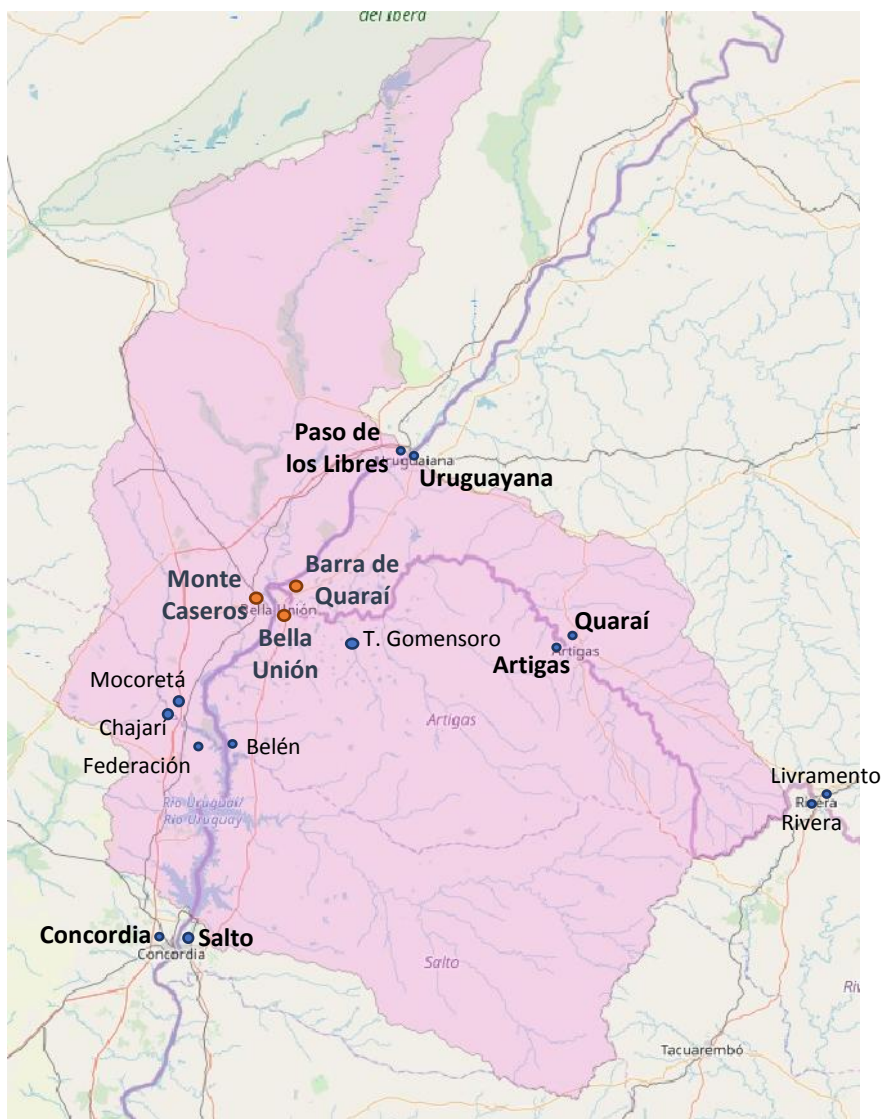 del Iberá
Paso de
los Libres
Uruguaiana
Uruguayana
Monte
Caseros
Barra de
Quaraí
Bella Unión
Bella
Unión
T. Gomensoro
Quaraí
Artigas
Artigas
Mocoretá
Chajarí
Federación
Belén
Artigas
Río Uruguai/
Río Uruguay
Livramento
Rivera
Rivera
Concordia
Salto
Concordia
Salto
Tacuarembó